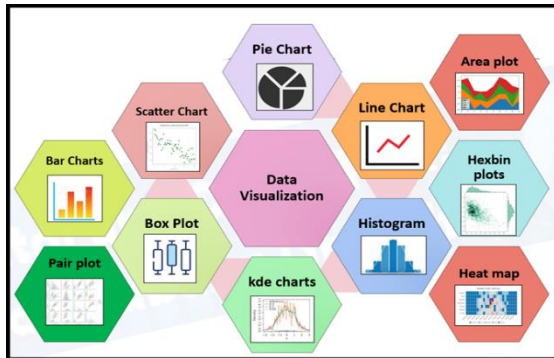 Pie Chart
Area plot
Scatter Chart
Line Chart
Bar Charts
Data
Visualization
Hexbin
plots
Box Plot
Histogram
Pair plot
kde charts
Heat map